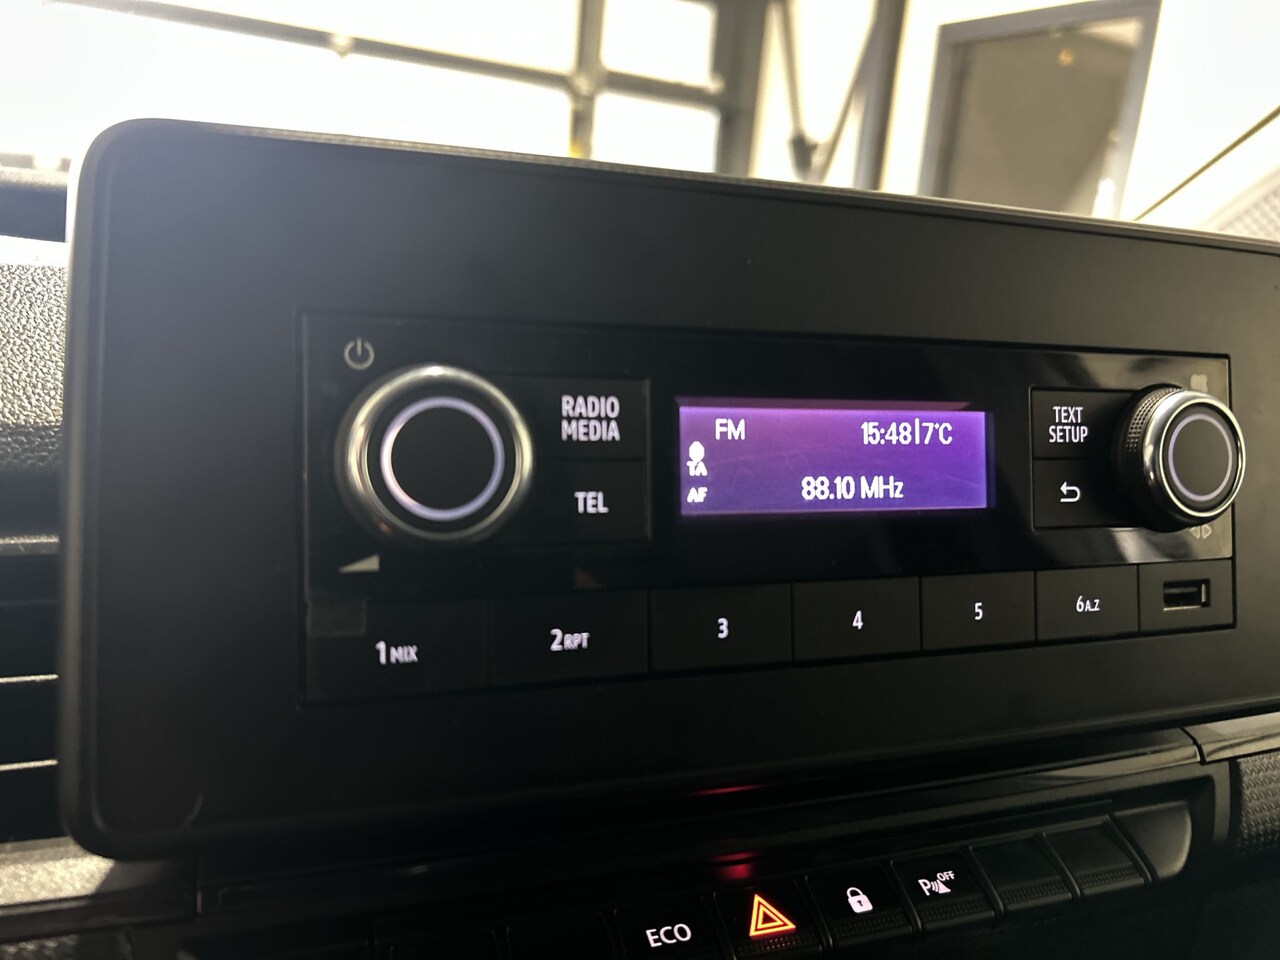 RADIO
MEDIA
TEL
FM 15:48|7°C
TA
AF
88.10 MHz
TEXT
SETUP
1 MIX 2 RPT 3 4 5 6 A.Z
ECO
P OFF